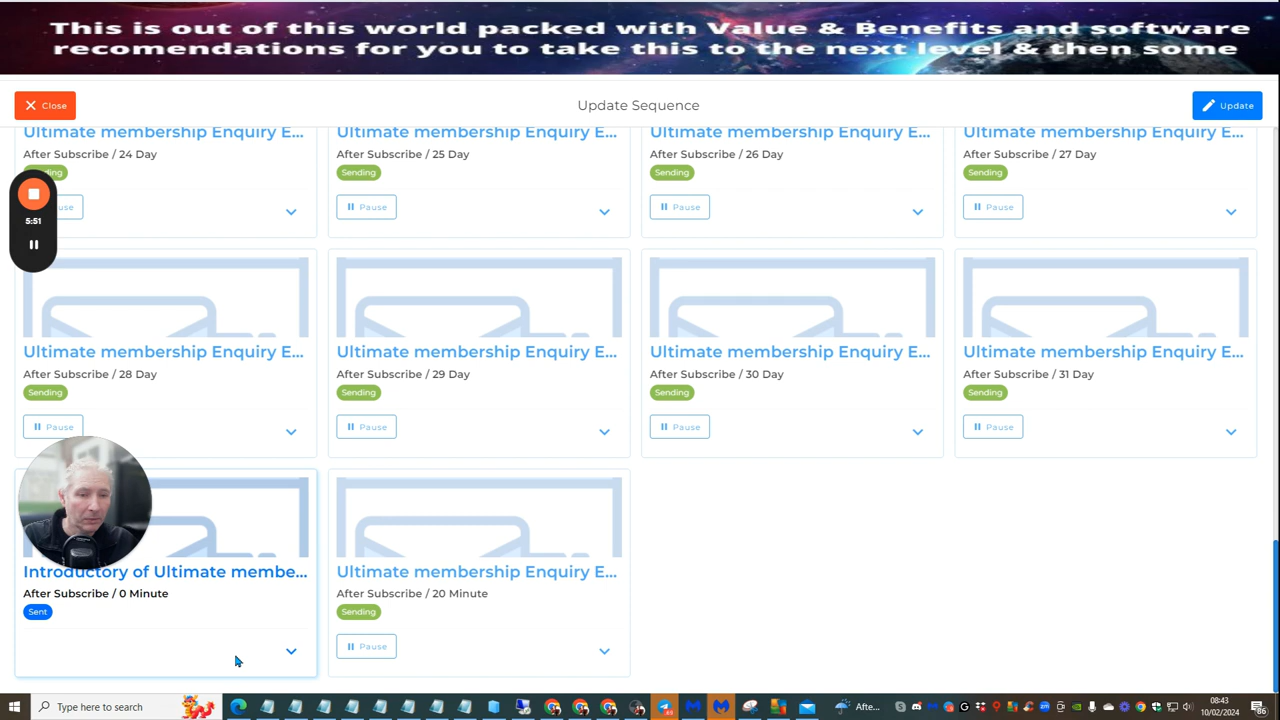 This is out of this world packed with Value & Benefits and software
recomendations for you to take this to the next level & then some
Close
Update Sequence
Update
Ultimate membership Enquiry E...
Ultimate membership Enquiry E...
Ultimate membership Enquiry E...
Ultimate membership Enquiry E...
After Subscribe / 24 Day
After Subscribe / 25 Day
After Subscribe / 26 Day
After Subscribe / 27 Day
Sending
Sending
Sending
Pause
Pause
Pause
5:51
Ultimate membership Enquiry E...
Ultimate membership Enquiry E...
Ultimate membership Enquiry E...
Ultimate membership Enquiry E...
After Subscribe / 28 Day
After Subscribe / 29 Day
After Subscribe / 30 Day
After Subscribe / 31 Day
Sending
Sending
Sending
Sending
Pause
Pause
Pause
Pause
Introductory of Ultimate membe...
Ultimate membership Enquiry E...
After Subscribe / 0 Minute
After Subscribe / 20 Minute
Sent
Sending
Pause
Type here to search
Afte...
08:43
10/02/2024